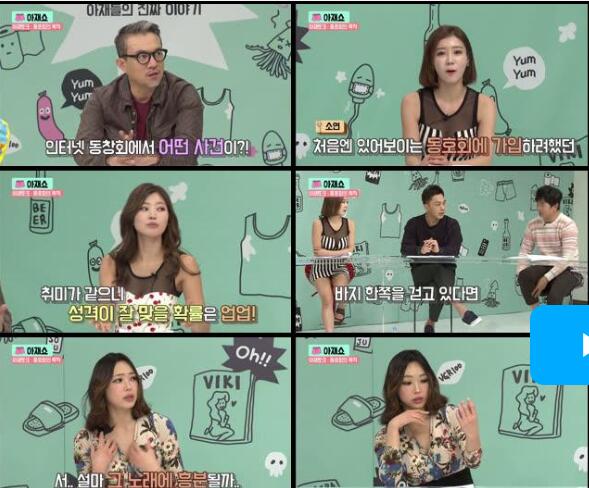 아재들의 진짜 이야기
Yum
Yum
인터넷 동창회에서 어떤 사건이?!
아재쇼
Yum
Yum
소연
처음엔 있어보이는 동호회에 가입하려했던
아재쇼
BEER
취미가 같으니
성격이 잘 맞을 확률은 업업!
아재쇼
바지 한쪽을 걷고 있다면
아재쇼
Oh!!
VIKI
서.. 설마 그 노래에 흥분될까..
아재쇼
VIKI